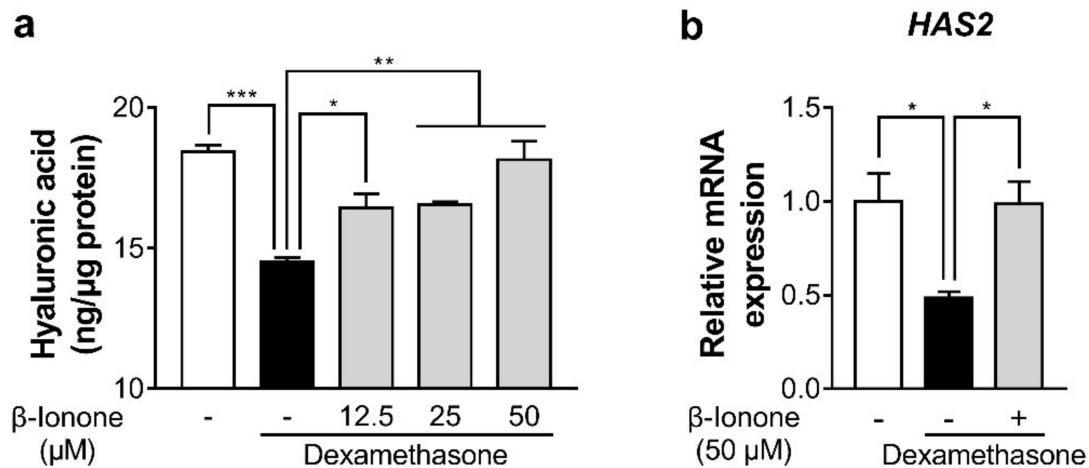 a
Hyaluronic acid
(ng/μg protein)
20
15
10
***
*
**
β-Ionone
(μM)
- - 12.5 25 50
Dexamethasone
b
HAS2
Relative mRNA
expression
1.5
1.0
0.5
0.0
* *
β-Ionone
(50 μM)
- - +
Dexamethasone